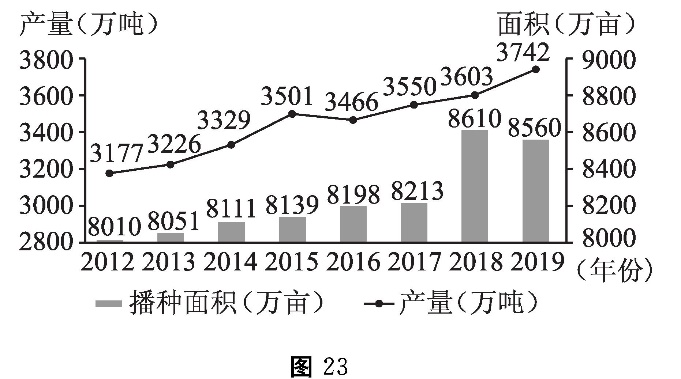 产量(万吨) 面积(万亩)
3800 3600 3400 3200 3000 2800
3177 3226 3329 3501 3466 3550 3603 3742
8010 8051 8111 8139 8198 8213 8610 8560
9000 8800 8600 8400 8200 8000
2012 2013 2014 2015 2016 2017 2018 2019 (年份)
播种面积(万亩) 产量(万吨)
图 23